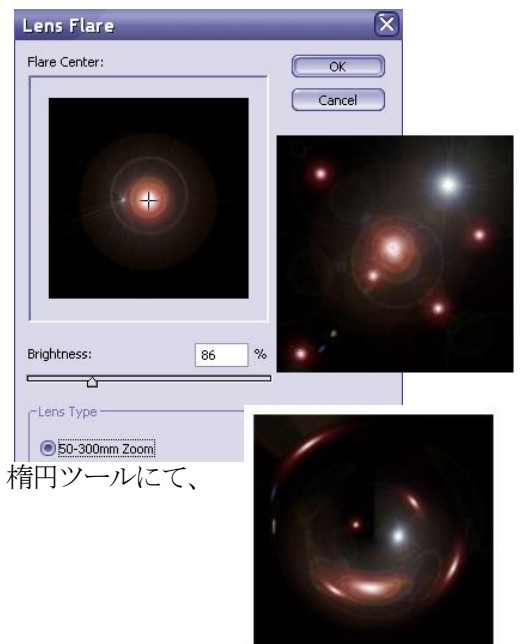 Lens Flare
Flare Center:
OK
Cancel
Brightness:
86
%
Lens Type
50-300mm Zoom
楕円ツールにて、